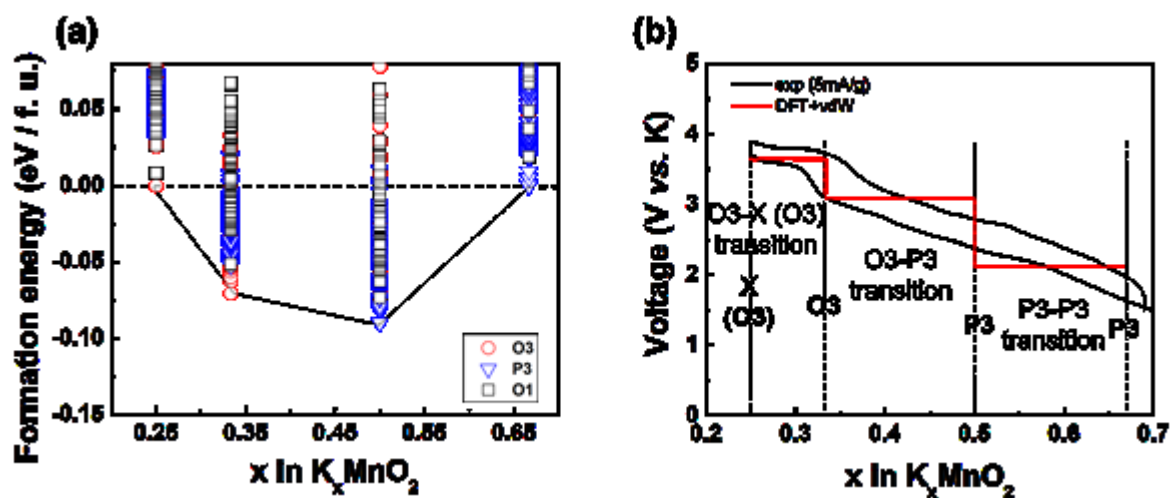 (a)
Formation energy (eV / f. u.)
0.05
0.00
-0.05
-0.10
-0.15
O3
P3
O1
0.25
0.35
0.45
0.55
0.65
x in KxMnO2
(b)
Voltage (V vs. K)
5
4
3
2
1
0
exp (5mA/g)
DFT+vdW
O3-X (O3)
transition
X
(O3)
O3
O3-P3
transition
P3
P3-P3
transition
P3
0.2
0.3
0.4
0.5
0.6
0.7
x in KxMnO2